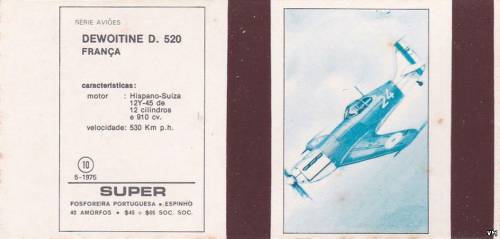 SÉRIE AVIÕES
DEWOITINE D. 520
FRANÇA
características:
motor : Hispano-Suiza
12Y-45 de
12 cilindros
e 910 cv.
velocidade: 530 Km p.h.
10
5-1975
SUPER
FOSFOREIRA PORTUGUESA • ESPINHO
40 AMORFOS • $45 = $05 SOC. SOC.
24